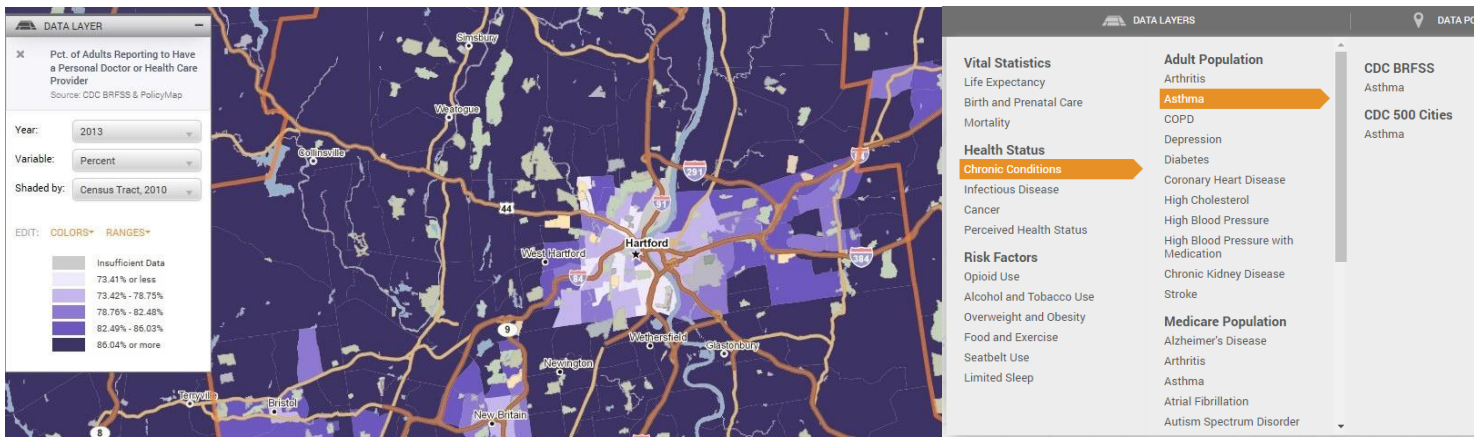 DATA LAYER
Pct. of Adults Reporting to Have
a Personal Doctor or Health Care
Provider
Source: CDC BRFSS & PolicyMap
Year: 2013
Variable: Percent
Shaded by: Census Tract, 2010
EDIT: COLORS RANGES
Insufficient Data
73.41% or less
73.42% - 78.75%
78.76% - 82.48%
82.49% - 86.03%
86.04% or more
Simsbury
Weatogue
Collinsville
291
44
91
Hartford
West Hartford
384
84
9
Wethersfield
Glastonbury
Newington
Terryville
Bristol
New Britain
8
DATA LAYERS
DATA PO
Vital Statistics
Life Expectancy
Birth and Prenatal Care
Mortality
Health Status
Chronic Conditions
Infectious Disease
Cancer
Perceived Health Status
Risk Factors
Opioid Use
Alcohol and Tobacco Use
Overweight and Obesity
Food and Exercise
Seatbelt Use
Limited Sleep
Adult Population
Arthritis
Asthma
COPD
Depression
Diabetes
Coronary Heart Disease
High Cholesterol
High Blood Pressure
High Blood Pressure with
Medication
Chronic Kidney Disease
Stroke
Medicare Population
Alzheimer's Disease
Arthritis
Asthma
Atrial Fibrillation
Autism Spectrum Disorder
CDC BRFSS
Asthma
CDC 500 Cities
Asthma